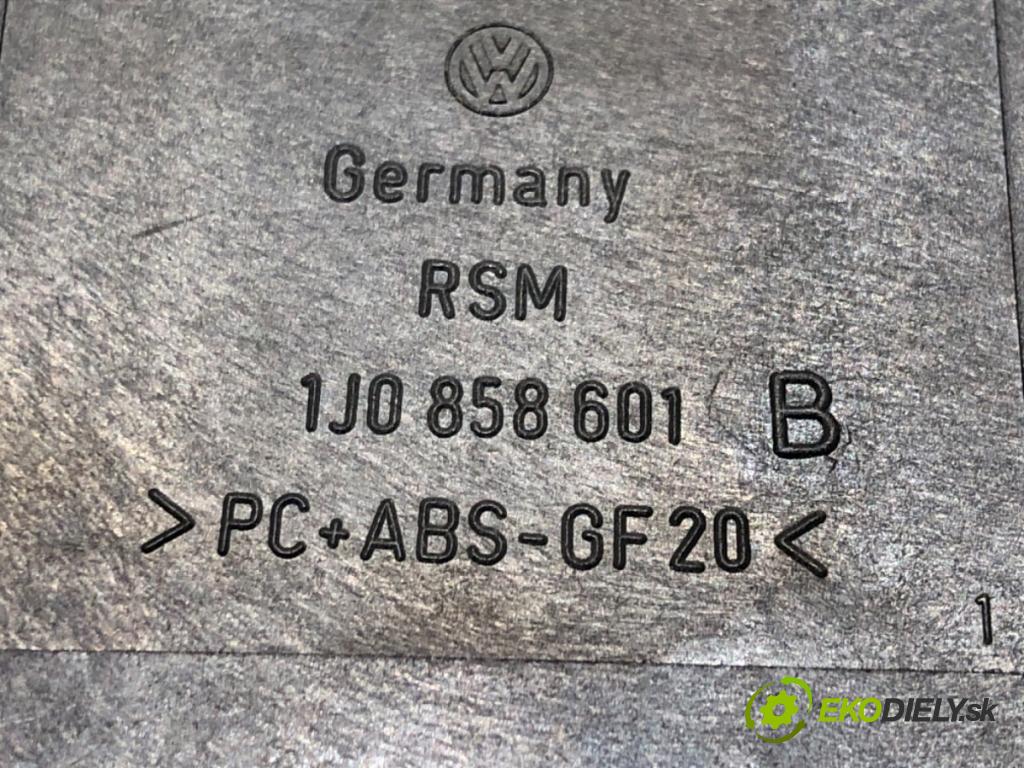 Germany
RSM
1J0 858 601 B
>PC+ABS-GF20<
1
EKODIELY.sk